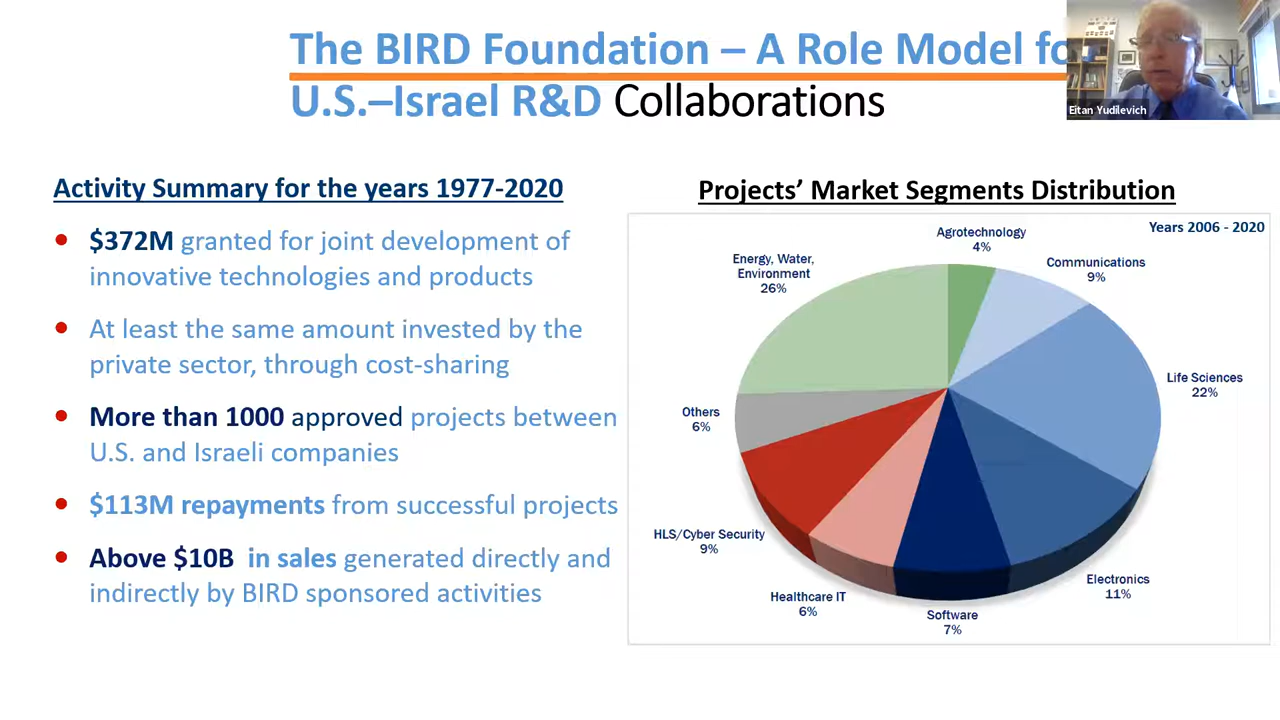 The BIRD Foundation – A Role Model
U.S.–Israel R&D Collaborations
Eitan Yudilevich
Activity Summary for the years 1977-2020
• $372M granted for joint development of
innovative technologies and products
• At least the same amount invested by the
private sector, through cost-sharing
• More than 1000 approved projects between
U.S. and Israeli companies
• $113M repayments from successful projects
• Above $10B in sales generated directly and
indirectly by BIRD sponsored activities
Projects’ Market Segments Distribution
Years 2006 - 2020
Agrotechnology
4%
Communications
9%
Life Sciences
22%
Electronics
11%
Software
7%
Healthcare IT
6%
HLS/Cyber Security
9%
Others
6%
Energy, Water,
Environment
26%